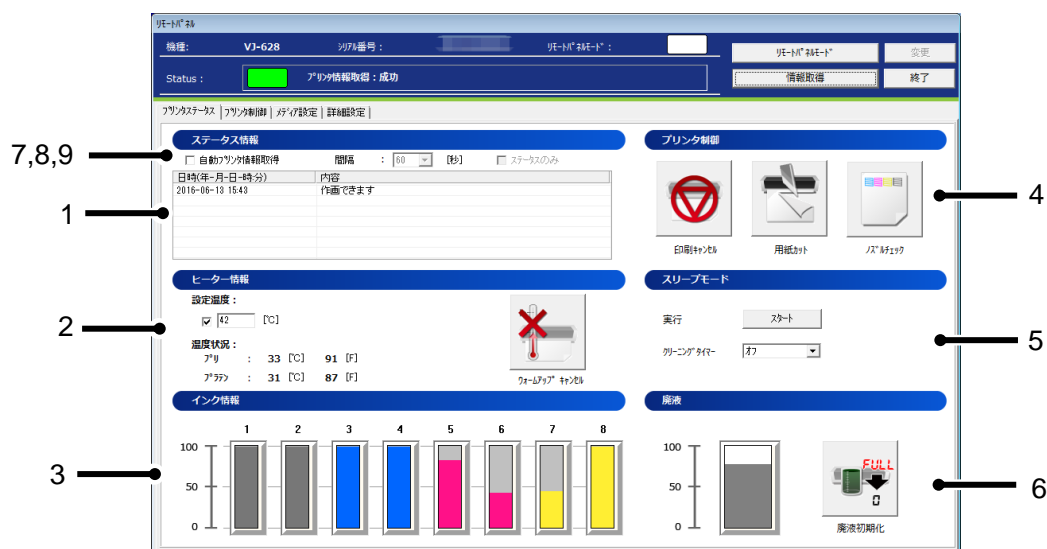 ﾘﾓｰﾄﾊﾟﾈﾙ
機種: VJ-628 ｼﾘｱﾙ番号： ﾘﾓｰﾄﾊﾟﾈﾙﾓｰﾄﾞ：
ﾘﾓｰﾄﾊﾟﾈﾙﾓｰﾄﾞ 変更
Status : ﾌﾟﾘﾝﾀ情報取得：成功
情報取得 終了
ﾌﾟﾘﾝﾀｽﾃｰﾀｽ ﾌﾟﾘﾝﾀ制御 ﾒﾃﾞｨｱ設定 詳細設定
ステータス情報
7,8,9
自動ﾌﾟﾘﾝﾀ情報取得 間隔 : 60 [秒] ｽﾃｰﾀｽのみ
日時(年-月-日-時:分) 内容
2016-06-13 15:43 作画できます
1
プリンタ制御
印刷ｷｬﾝｾﾙ 用紙ｶｯﾄ ﾉｽﾞﾙﾁｪｯｸ
4
ヒーター情報
設定温度：
2
42 [℃]
温度状況：
ﾌﾟﾘ : 33 [℃] 91 [F]
ﾌﾟﾗﾃﾝ : 31 [℃] 87 [F]
ｳｫｰﾑｱｯﾌﾟ ｷｬﾝｾﾙ
スリープモード
実行 ｽﾀｰﾄ
ｸﾘｰﾆﾝｸﾞﾀｲﾏｰ ｵﾌ
5
インク情報
1 2 3 4 5 6 7 8
100
50
0
3
廃液
100
50
0
FULL
0
廃液初期化
6